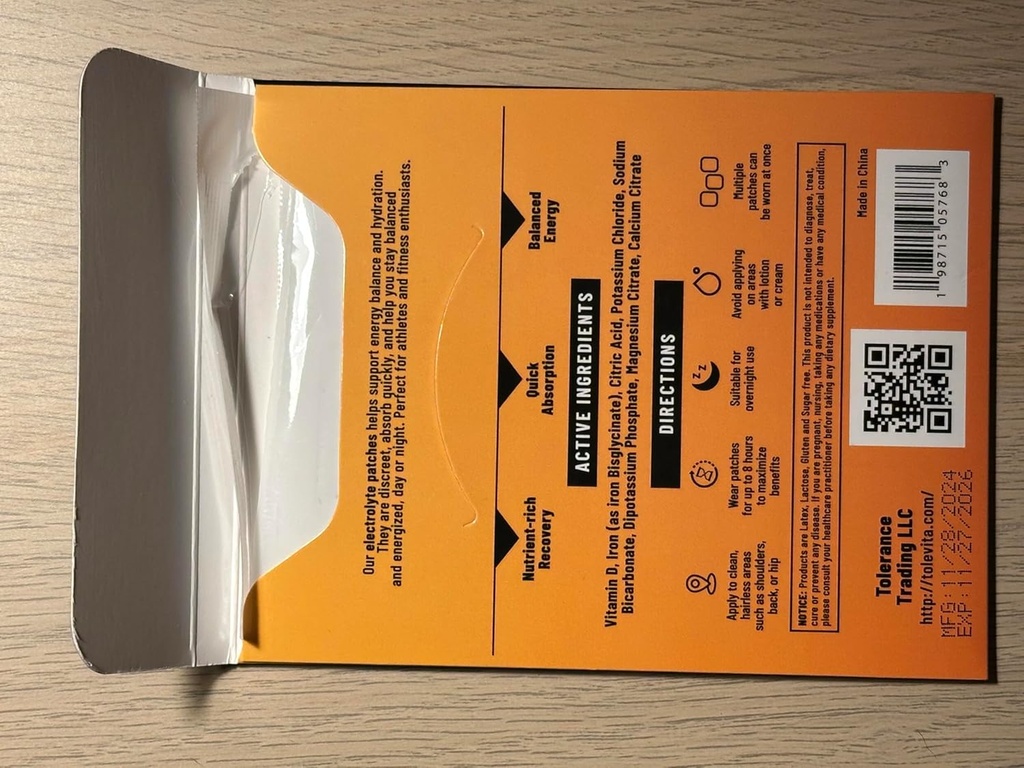 Our electrolyte patches helps support energy balance and hydration.
They are discreet, absorb quickly, and help you stay balanced
and energized, day or night. Perfect for athletes and fitness enthusiasts.
Nutrient-rich
Recovery
Quick
Absorption
Balanced
Energy
ACTIVE INGREDIENTS
Vitamin D, Iron (as iron Bisglycinate), Citric Acid, Potassium Chloride, Sodium
Bicarbonate, Dipotassium Phosphate, Magnesium Citrate, Calcium Citrate
DIRECTIONS
Apply to clean,
hairless areas
such as shoulders,
back, or hip
Wear patches
for up to 8 hours
to maximize
benefits
z z
Suitable for
overnight use
Avoid applying
on areas
with lotion
or cream
Multiple
patches can
be worn at once
NOTICE: Products are Latex, Lactose, Gluten and Sugar free. This product is not intended to diagnose, treat,
cure or prevent any disease. If you are pregnant, nursing, taking any medications or have any medical condition,
please consult your healthcare practitioner before taking any dietary supplement.
Made in China
Tolerance
Trading LLC
http://tolevita.com/
MFG: 11/28/2024
EXP: 11/27/2026
1 98715 05768 3